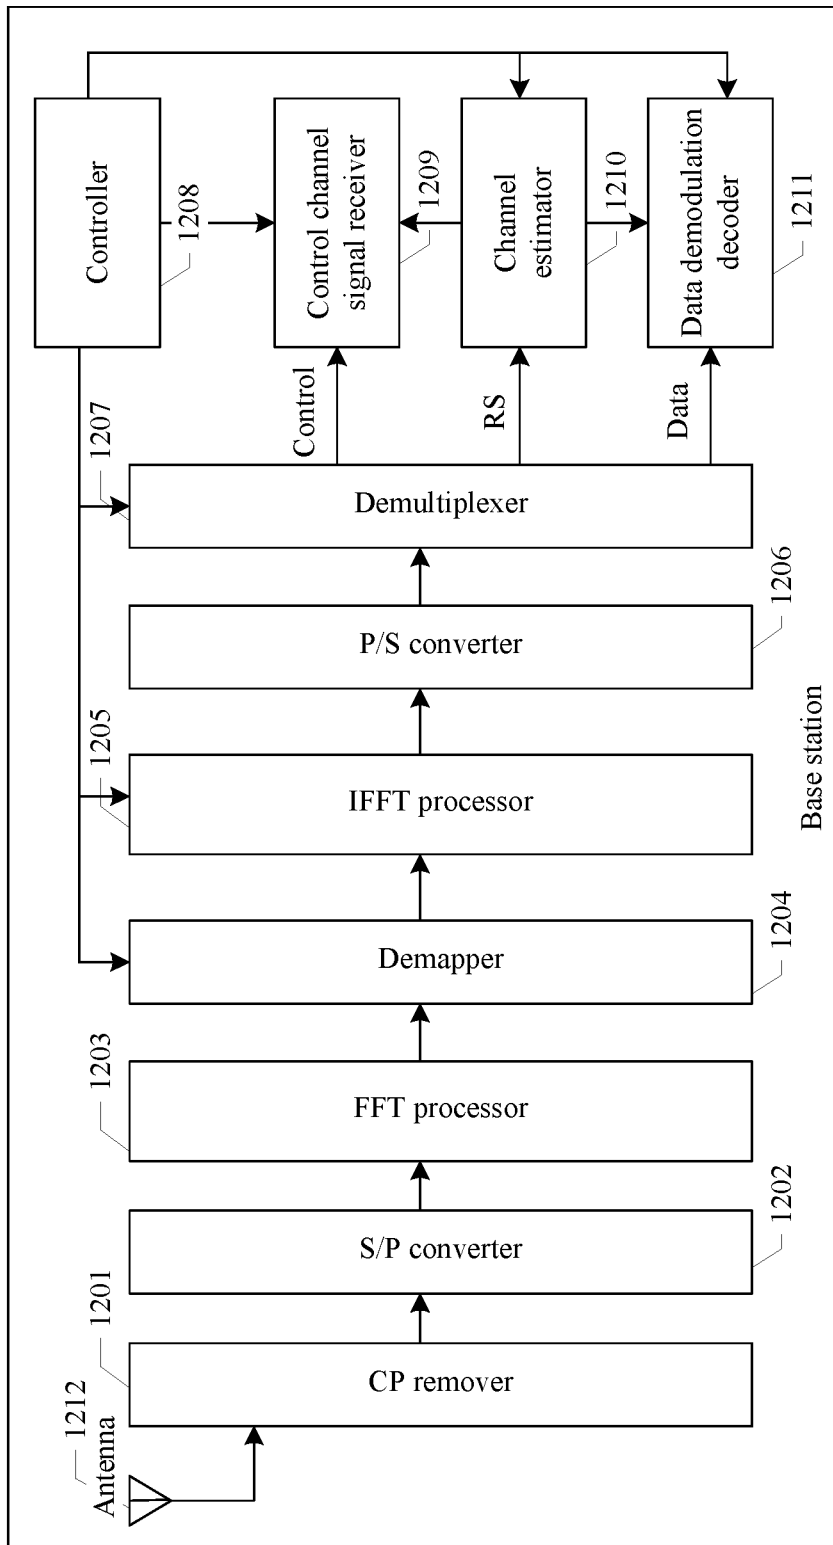 Controller
1208
Control channel
signal receiver
1209
Channel
estimator
1210
Data demodulation
decoder
1211
Control
RS
Data
1207
Demultiplexer
P/S converter
1206
1205
IFFT processor
Base station
Demapper
1204
1203
FFT processor
S/P converter
1202
1201
CP remover
1212
Antenna